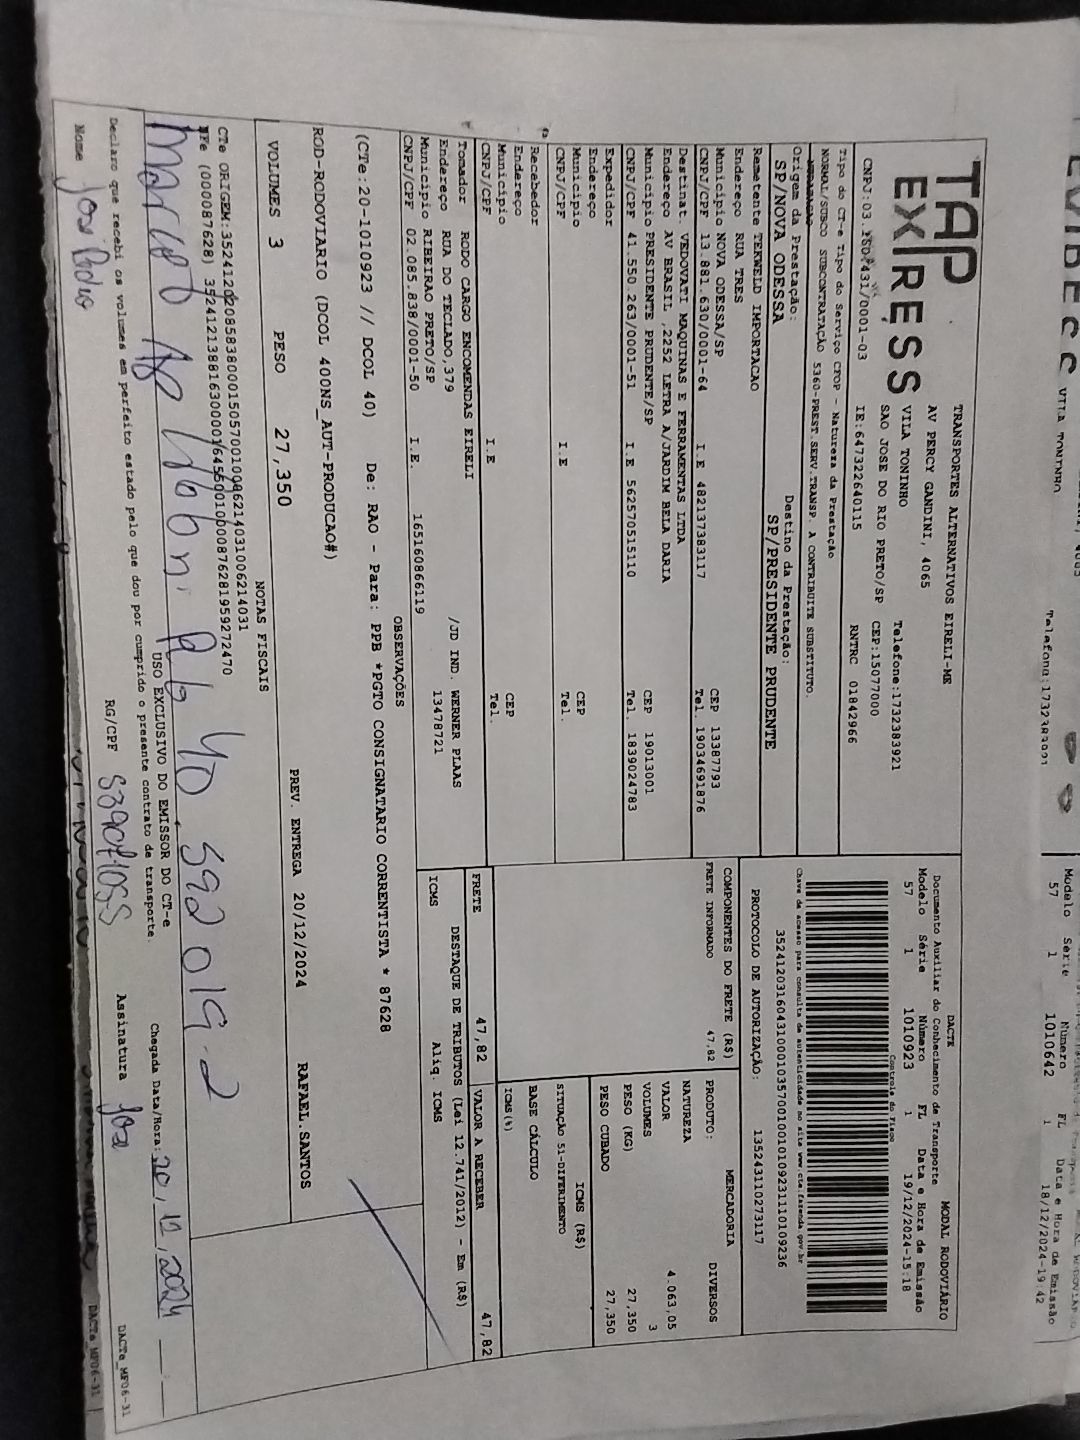 TAP
EXPRESS
TRANSPORTES ALTERNATIVOS EIRELI-ME
AV PERCY GANDINI, 4065
VILA TONINHO Telefone:1732383921
SAO JOSE DO RIO PRETO/SP CEP:15077000
IE:647322640115 RNTRC 01842966
Tipo do CT-e Tipo do Serviço CFOP - Natureza da Prestação
NORMAL/SUBCO SUBCONTRATAÇÃO 5360-PREST.SERV.TRANSP. A CONTRIBUITE SUBSTITUTO.
Origem da Prestação: Destino da Prestação:
SP/NOVA ODESSA SP/PRESIDENTE PRUDENTE
Remetente TEKWELD IMPORTACAO
Endereço RUA TRES CEP 13387793
Município NOVA ODESSA/SP Tel. 19034691876
CNPJ/CPF 13.881.630/0001-64 I.E 482137383117
Destinat. VEDOVATI MAQUINAS E FERRAMENTAS LTDA
Endereço AV BRASIL ,2252 LETRA A/JARDIM BELA DARIA
Município PRESIDENTE PRUDENTE/SP CEP 19013001
CNPJ/CPF 41.550.263/0001-51 I.E 562570515110 Tel. 1839024783
Expedidor
Endereço
Município CEP
CNPJ/CPF I.E Tel.
Recebedor
Endereço
Município CEP
CNPJ/CPF I.E Tel.
Tomador RODO CARGO ENCOMENDAS EIRELI
Endereço RUA DO TECLADO,379 /JD IND. WERNER PLAAS
Município RIBEIRAO PRETO/SP 13478721
CNPJ/CPF 02.085.838/0001-50 I.E. 165160866119
DACTE MODAL RODOVIÁRIO
Documento Auxiliar do Conhecimento de Transporte
Modelo Série Número FL Data e Hora de Emissão
57 1 1010923 1 19/12/2024-15:18
Controle do Fisco
Chave de acesso para consulta de autenticidade no site www.cte.fazenda.gov.br
35241203160431000103570010010109231110109236
PROTOCOLO DE AUTORIZAÇÃO: 135243110273117
COMPONENTES DO FRETE (R$)
FRETE INFORMADO 47,82
FRETE 47,82
PRODUTO: MERCADORIA
NATUREZA DIVERSOS
VALOR 4.063,05
VOLUMES 3
PESO (KG) 27,350
PESO CUBADO 27,350
ICMS (R$)
SITUAÇÃO 51-DIFERIMENTO
BASE CÁLCULO
ICMS(%)
VALOR A RECEBER 47,82
DESTAQUE DE TRIBUTOS (Lei 12.741/2012) - Em (R$)
ICMS Aliq. ICMS
OBSERVAÇÕES
(CTe:20-1010923 // DCOL 40) De: RAO - Para: PPB *PGTO CONSIGNATARIO CORRENTISTA * 87628
ROD-RODOVIARIO (DCOL 400NS_AUT-PRODUCAO#)
VOLUMES 3 PESO 27,350 PREV. ENTREGA 20/12/2024 RAFAEL.SANTOS
NOTAS FISCAIS
USO EXCLUSIVO DO EMISSOR DO CT-e
Declaro que recebi os volumes em perfeito estado pelo que dou por cumprido o presente contrato de transporte.
Chegada Data/Hora:
Nome RG/CPF Assinatura
DACTe_MF06-31
DACTe_MF06-31
VILA TONINHO
Telefone:1732383921
Modelo Série Número FL Data e Hora de Emissão
57 1 1010642 1 18/12/2024-19:42